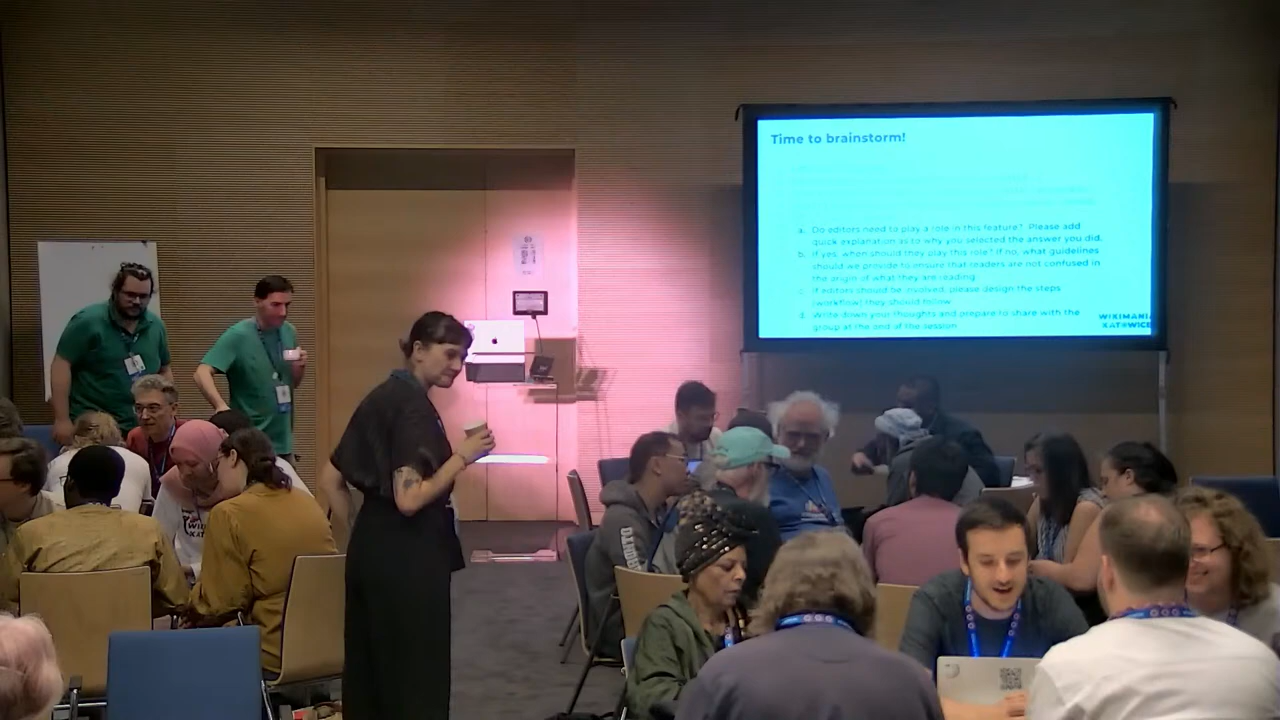 Time to brainstorm!
a. Do editors need to play a role in this feature? Please add
quick explanation as to why you selected the answer you did.
b. If yes, when should they play this role? If no, what guidelines
should we provide to ensure that readers are not confused in
the origin of what they are reading.
c. If editors should be involved, please design the steps
(workflow) they should follow.
d. Write down your thoughts and prepare to share with the
group at the end of the session
WIKIMANIA
KATOWICE
WIKI